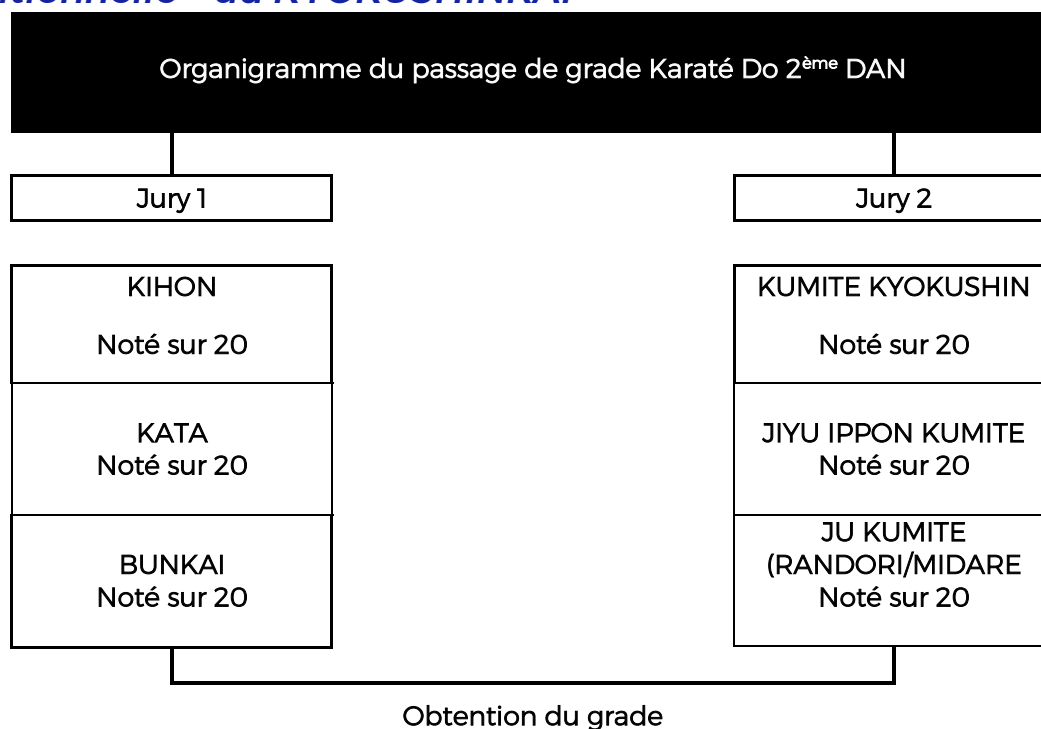 du KYOKUSHINKAI
Organigramme du passage de grade Karaté Do 2ème DAN
Jury 1
Jury 2
KIHON
Noté sur 20
KATA
Noté sur 20
BUNKAI
Noté sur 20
KUMITE KYOKUSHIN
Noté sur 20
JIYU IPPON KUMITE
Noté sur 20
JU KUMITE
(RANDORI/MIDARE
Noté sur 20
Obtention du grade